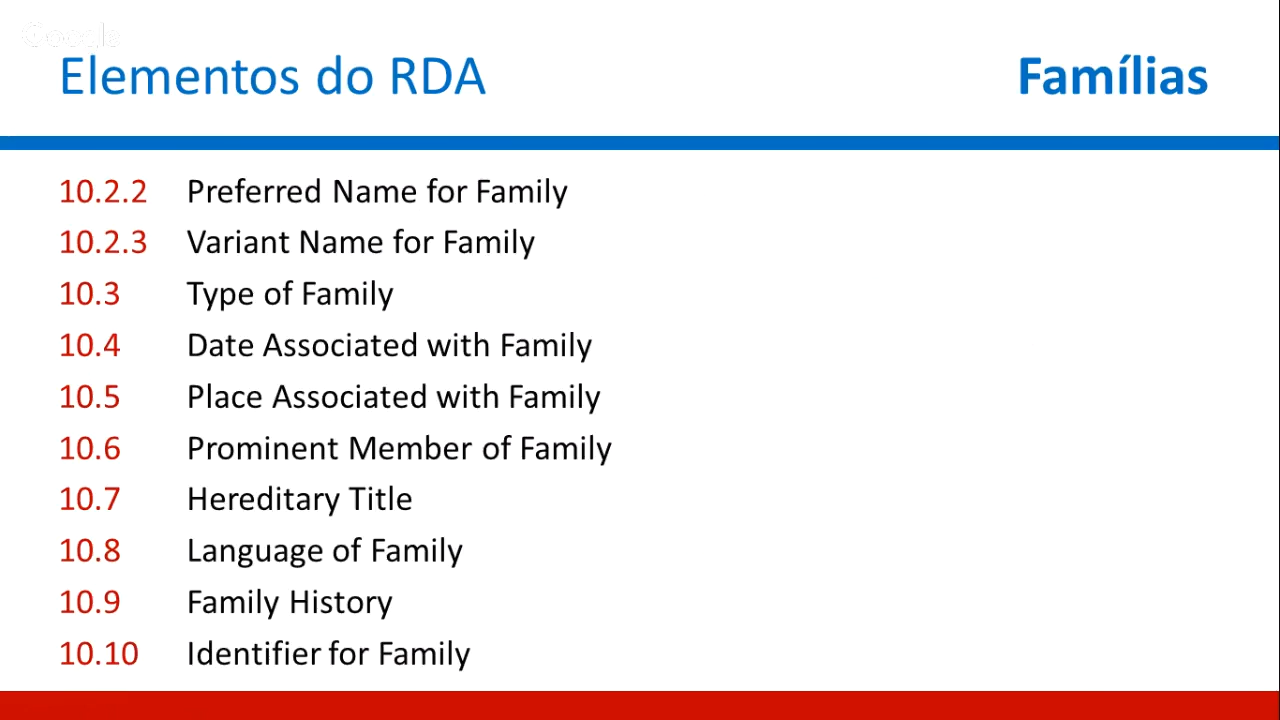 Elementos do RDA Famílias
10.2.2 Preferred Name for Family
10.2.3 Variant Name for Family
10.3 Type of Family
10.4 Date Associated with Family
10.5 Place Associated with Family
10.6 Prominent Member of Family
10.7 Hereditary Title
10.8 Language of Family
10.9 Family History
10.10 Identifier for Family